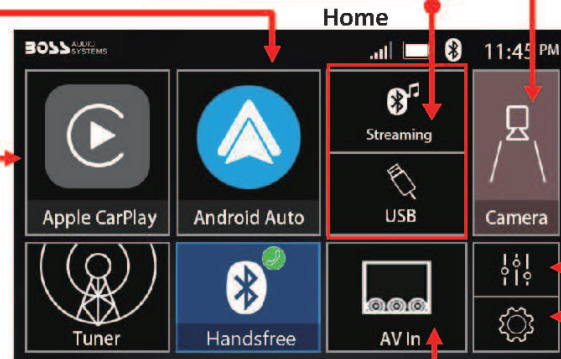 Home
BOSS AUDIO SYSTEMS
11:45 PM
Streaming
Apple CarPlay
Android Auto
USB
Camera
Tuner
Handsfree
AV In